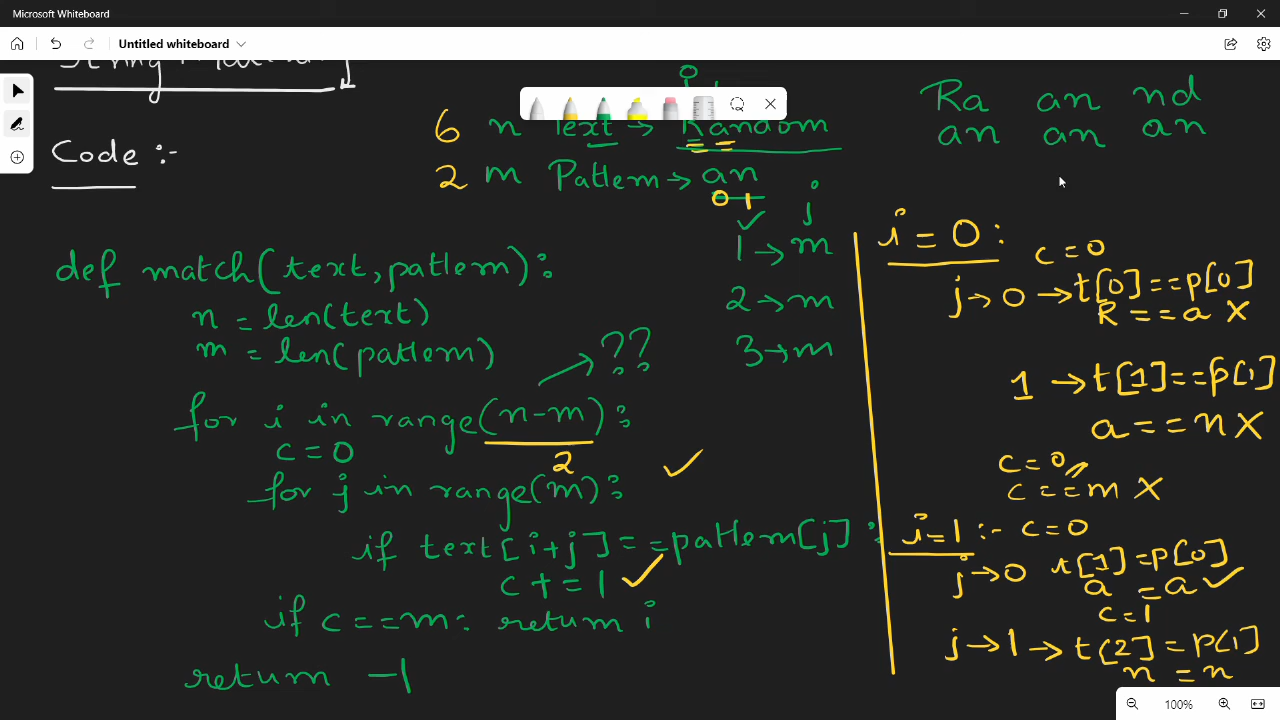 Microsoft Whiteboard
Untitled whiteboard
Code :-
6 n Text → Random
2 m Pattern → an
0 1
j
1 → m
2 → m
3 → m
Ra an nd
an an an
def match(text, pattern):
n = len(text)
m = len(pattern)
??
for i in range(n-m):
c = 0
2
for j in range(m):
if text[i+j] == pattern[j] :
c += 1
if c == m: return i
return -1
i = 0 :
c = 0
j → 0 → t[0] == p[0]
R == a X
1 → t[1] == p[1]
a == n X
c = 0
c == m X
i = 1 :- c = 0
j → 0 t[1] = p[0]
a = a
c = 1
j → 1 → t[2] = p[1]
n = n
100%